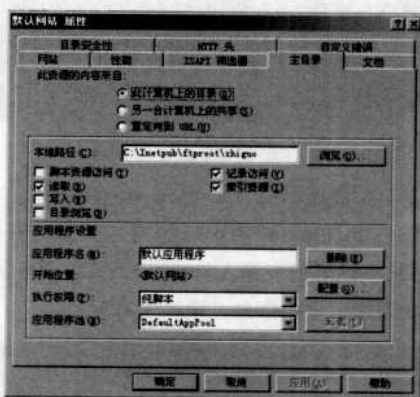 默认网站 属性
目录安全性 HTTP 头 自定义错误
网站 性能 ISAPI 筛选器 主目录 文档
此资源的内容来自:
此计算机上的目录(D)
另一台计算机上的共享(S)
重定向到 URL(U)
本地路径(C): C:\Inetpub\ftproot\zhiguo 浏览(O)...
脚本资源访问(T) 记录访问(V)
读取(R) 索引资源(I)
写入(W)
目录浏览(B)
应用程序设置
应用程序名(M): 默认应用程序 删除(E)
开始位置: <默认网站>
执行权限(P): 纯脚本 配置(G)...
应用程序池(N): DefaultAppPool 卸载(L)
确定 取消 应用(A) 帮助